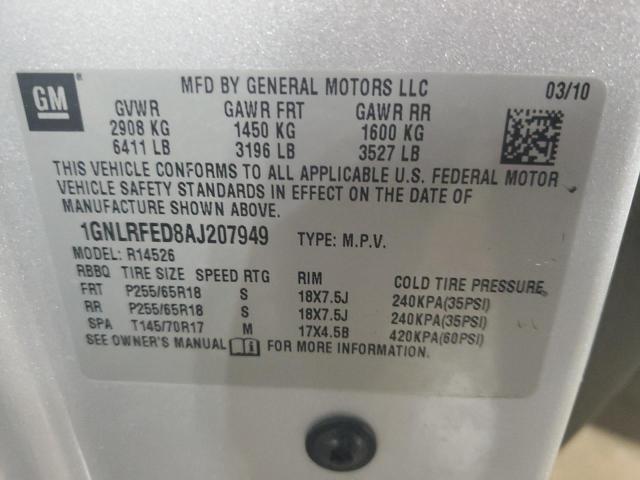 GM
MFD BY GENERAL MOTORS LLC 03/10
GVWR GAWR FRT GAWR RR
2908 KG 1450 KG 1600 KG
6411 LB 3196 LB 3527 LB
THIS VEHICLE CONFORMS TO ALL APPLICABLE U.S. FEDERAL MOTOR
VEHICLE SAFETY STANDARDS IN EFFECT ON THE DATE OF
MANUFACTURE SHOWN ABOVE.
1GNLRFED8AJ207949 TYPE: M.P.V.
MODEL: R14526
RBBQ TIRE SIZE SPEED RTG RIM COLD TIRE PRESSURE
FRT P255/65R18 S 18X7.5J 240KPA(35PSI)
RR P255/65R18 S 18X7.5J 240KPA(35PSI)
SPA T145/70R17 M 17X4.5B 420KPA(60PSI)
SEE OWNER'S MANUAL FOR MORE INFORMATION.